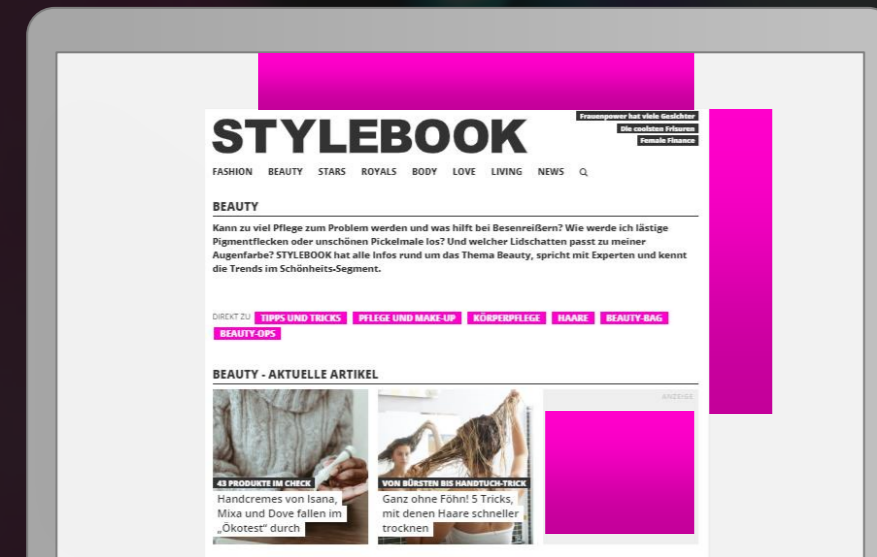 STYLEBOOK
Frauenpower hat viele Gesichter
Die coolsten Frisuren
Female Finance
FASHION BEAUTY STARS ROYALS BODY LOVE LIVING NEWS
BEAUTY
Kann zu viel Pflege zum Problem werden und was hilft bei Besenreißern? Wie werde ich lästige
Pigmentflecken oder unschönen Pickelmale los? Und welcher Lidschatten passt zu meiner
Augenfarbe? STYLEBOOK hat alle Infos rund um das Thema Beauty, spricht mit Experten und kennt
die Trends im Schönheits-Segment.
DIREKT ZU TIPPS UND TRICKS PFLEGE UND MAKE-UP KÖRPERPFLEGE HAARE BEAUTY-BAG
BEAUTY-OPS
BEAUTY - AKTUELLE ARTIKEL
43 PRODUKTE IM CHECK
Handcremes von Isana,
Mixa und Dove fallen im
„Ökotest“ durch
VON BÜRSTEN BIS HANDTUCH-TRICK
Ganz ohne Föhn! 5 Tricks,
mit denen Haare schneller
trocknen
ANZEIGE